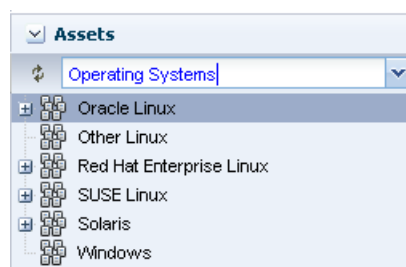 Assets
Operating Systems
Oracle Linux
Other Linux
Red Hat Enterprise Linux
SUSE Linux
Solaris
Windows